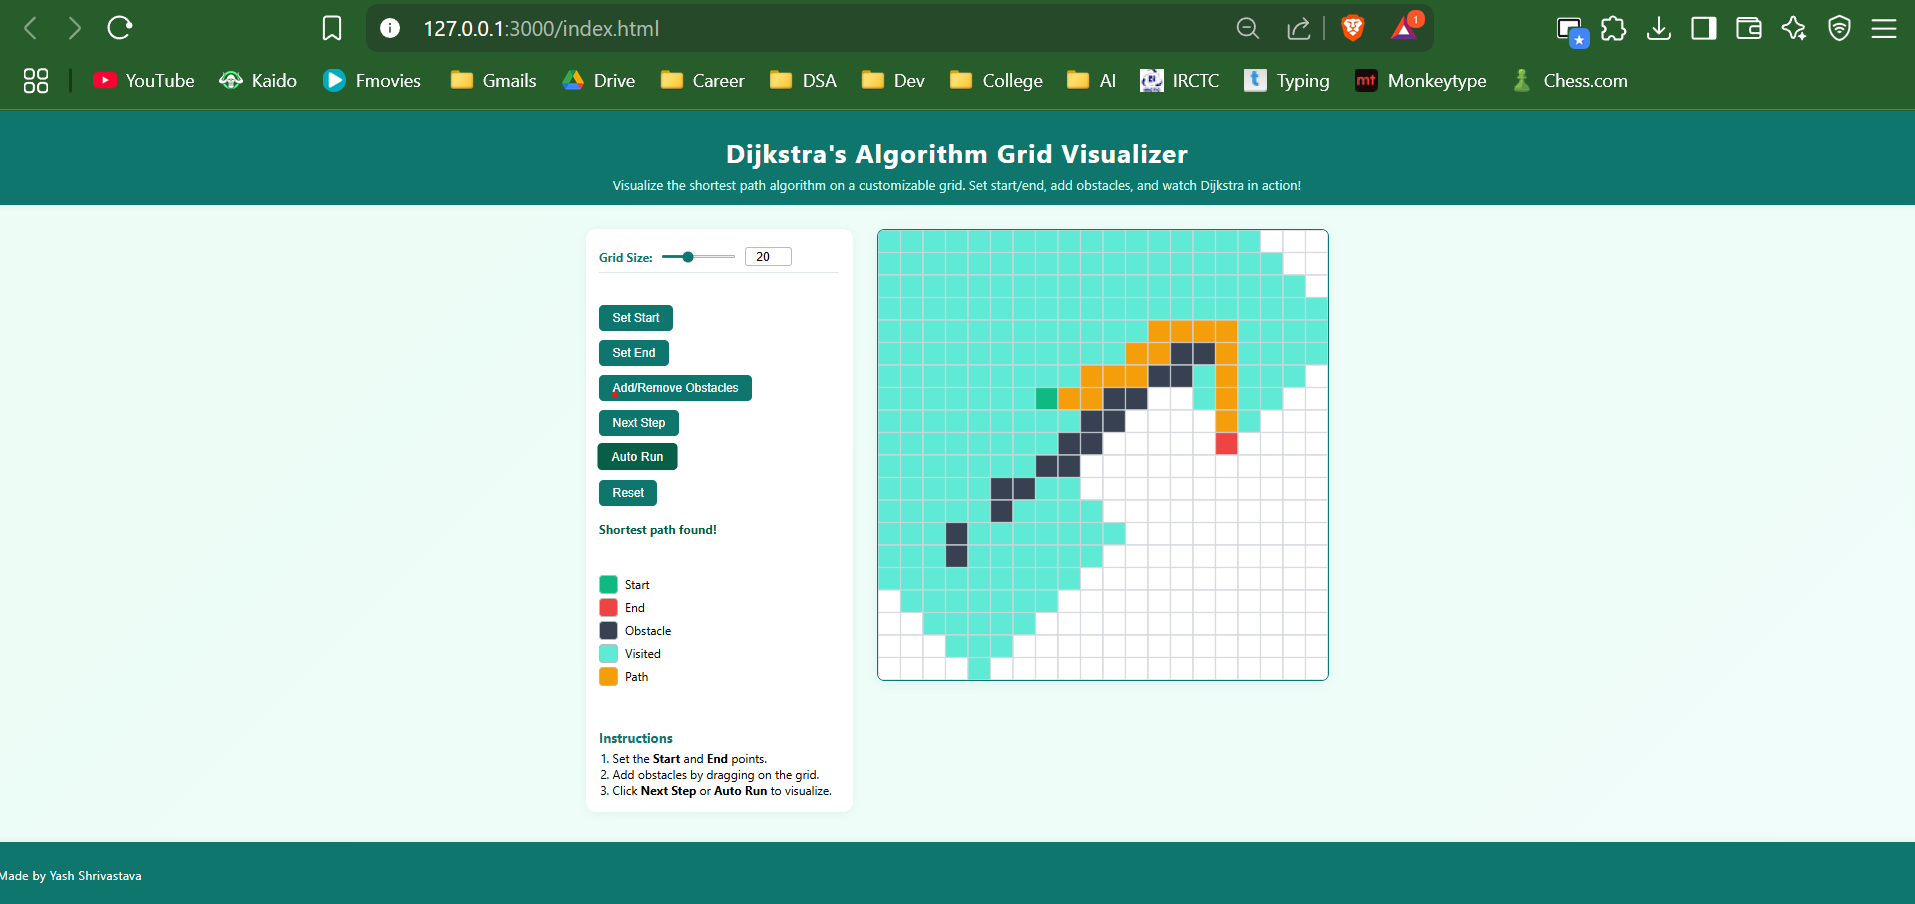 127.0.0.1:3000/index.html
1
YouTube Kaido Fmovies Gmails Drive Career DSA Dev College AI IRCTC Typing mt Monkeytype Chess.com
Dijkstra's Algorithm Grid Visualizer
Visualize the shortest path algorithm on a customizable grid. Set start/end, add obstacles, and watch Dijkstra in action!
Grid Size: 20
Set Start
Set End
Add/Remove Obstacles
Next Step
Auto Run
Reset
Shortest path found!
Start
End
Obstacle
Visited
Path
Instructions
1. Set the Start and End points.
2. Add obstacles by dragging on the grid.
3. Click Next Step or Auto Run to visualize.
Made by Yash Shrivastava